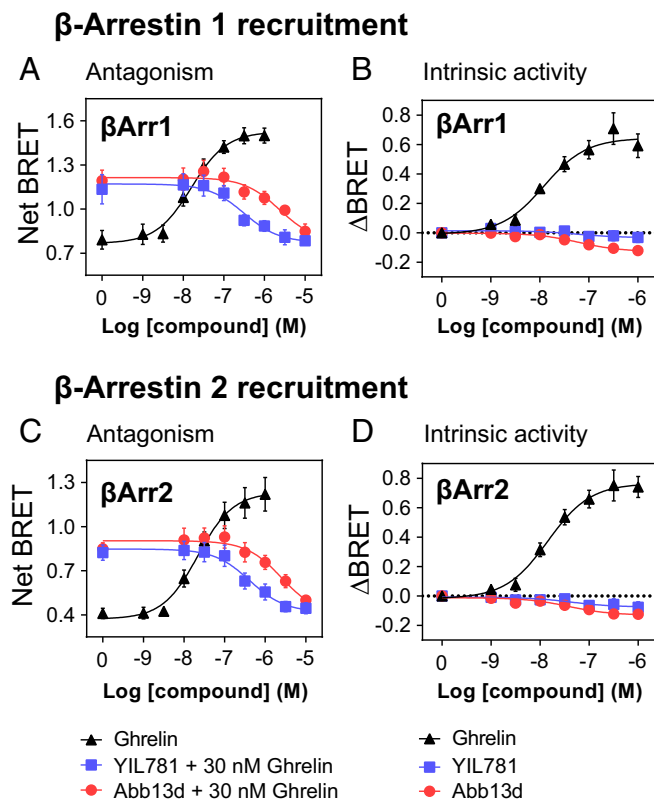 β-Arrestin 1 recruitment
A Antagonism
B Intrinsic activity
βArr1
Net BRET
1.6
1.3
1.0
0.7
0 -9 -8 -7 -6 -5
Log [compound] (M)
βArr1
ΔBRET
0.8
0.6
0.4
0.2
0.0
-0.2
0 -9 -8 -7 -6
Log [compound] (M)
β-Arrestin 2 recruitment
C Antagonism
D Intrinsic activity
βArr2
Net BRET
1.3
1.0
0.7
0.4
0 -9 -8 -7 -6 -5
Log [compound] (M)
βArr2
ΔBRET
0.8
0.6
0.4
0.2
0.0
-0.2
0 -9 -8 -7 -6
Log [compound] (M)
Ghrelin
YIL781 + 30 nM Ghrelin
Abb13d + 30 nM Ghrelin
Ghrelin
YIL781
Abb13d